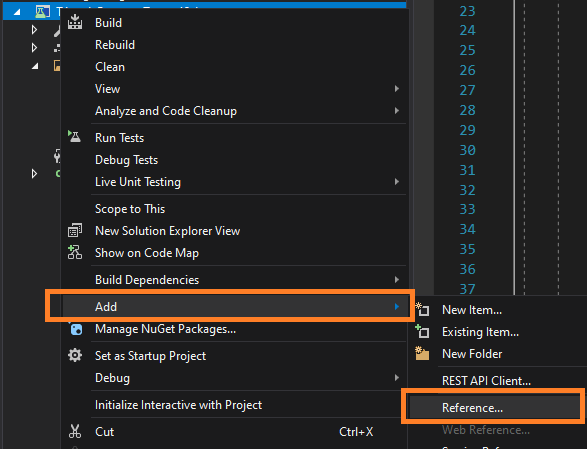 Build
Rebuild
Clean
View
Analyze and Code Cleanup
Run Tests
Debug Tests
Live Unit Testing
Scope to This
New Solution Explorer View
Show on Code Map
Build Dependencies
Add
Manage NuGet Packages...
Set as Startup Project
Debug
Initialize Interactive with Project
Cut Ctrl+X
New Item...
Existing Item...
New Folder
REST API Client...
Reference...
Web Reference...
23
24
25
26
27
28
29
30
31
32
33
34
35
36
37